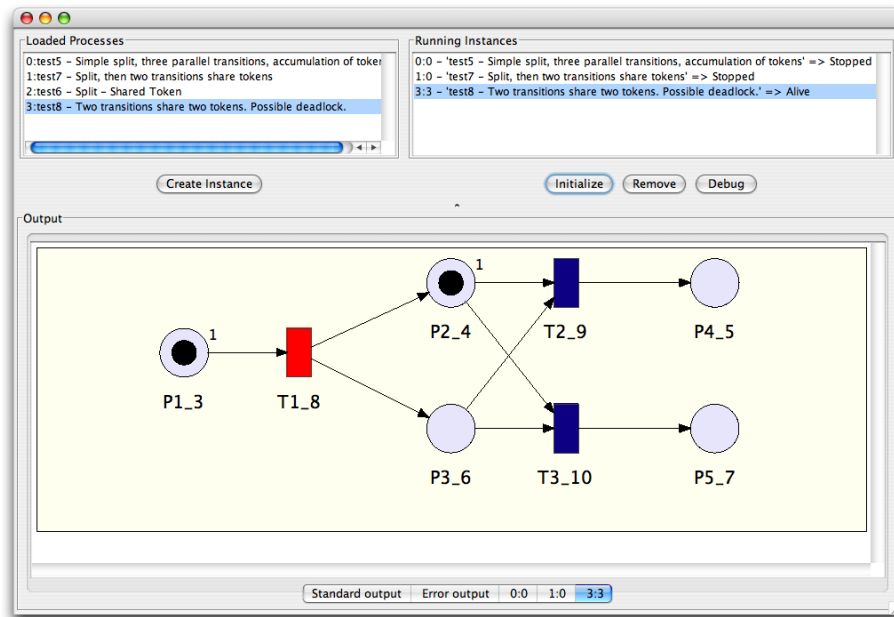 Loaded Processes
0:test5 - Simple split, three parallel transitions, accumulation of
1:test7 - Split, then two transitions share tokens
2:test6 - Split - Shared Token
3:test8 - Two transitions share two tokens. Possible deadlock.
Running Instances
0:0 - 'test5 - Simple split, three parallel transitions, accumulation of tokens' => Stopped
1:0 - 'test7 - Split, then two transitions share tokens' => Stopped
3:3 - 'test8 - Two transitions share two tokens. Possible deadlock.' => Alive
Create Instance
Initialize
Remove
Debug
Output
1
1
P1_3
T1_8
P2_4
T2_9
P4_5
P3_6
T3_10
P5_7
Standard output
Error output
0:0
1:0
3:3